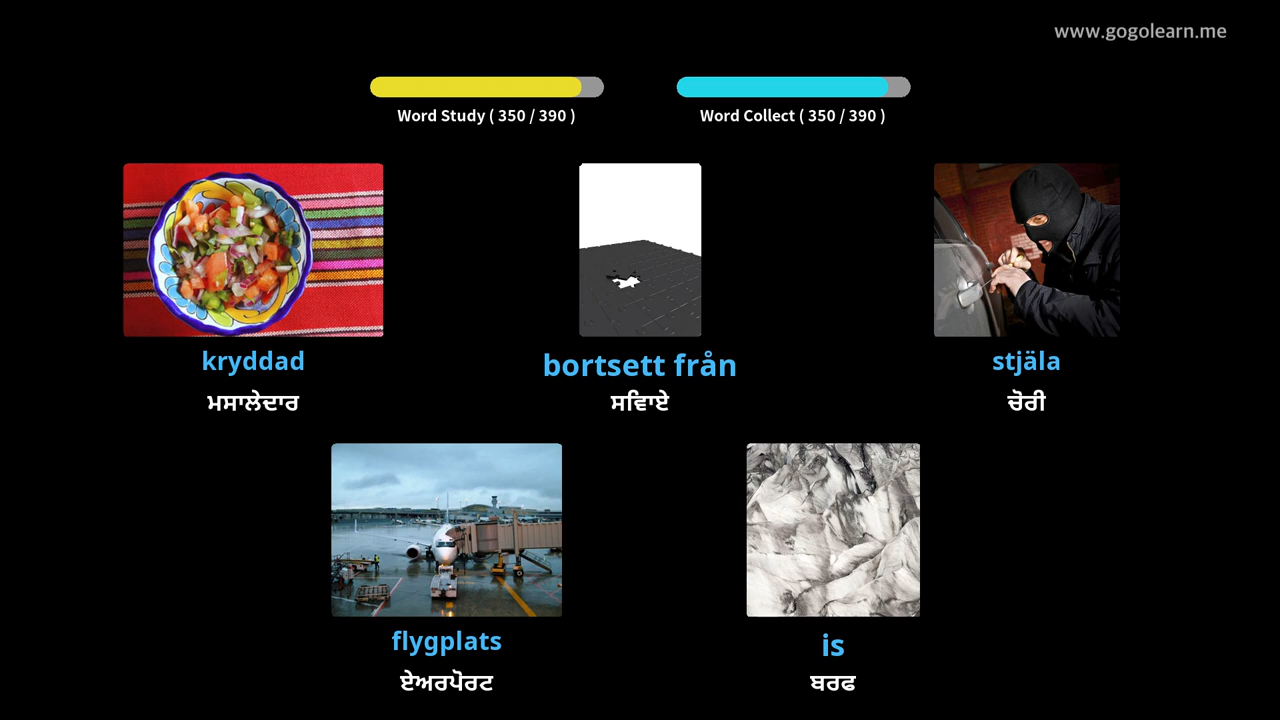 www.gogolearn.me
Word Study ( 350 / 390 )
Word Collect ( 350 / 390 )
kryddad
ਮਸਾਲੇਦਾਰ
bortsett från
ਸਵਿਾਏ
stjäla
ਚੋਰੀ
flygplats
ਏਅਰਪੋਰਟ
is
ਬਰਫ